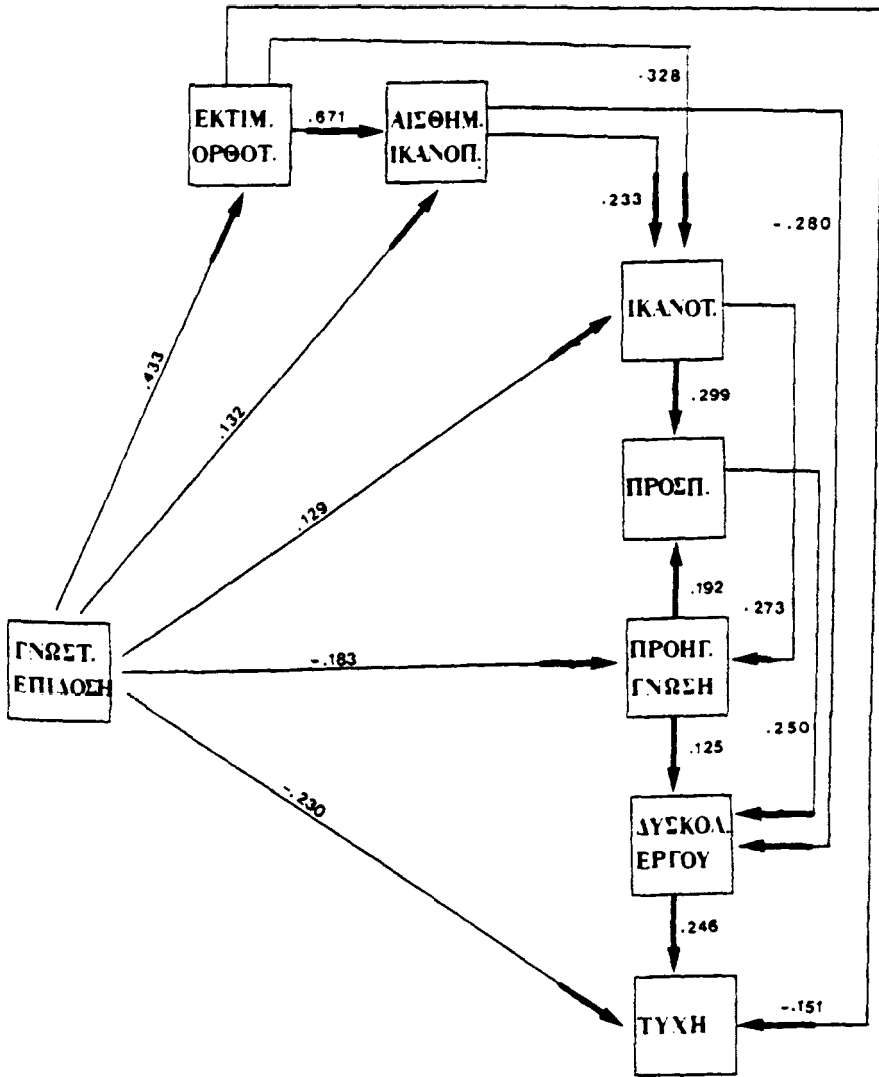 .328
ΕΚΤΙΜ.
ΟΡΘΟΤ.
.671
ΑΙΣΘΗΜ.
ΙΚΑΝΟΠ.
.233
-.280
ΙΚΑΝΟΤ.
.433
.132
.299
ΠΡΟΣΠ.
.129
.192
.273
ΓΝΩΣΤ.
ΕΠΙΔΟΣΗ
-.183
ΠΡΟΗΓ.
ΓΝΩΣΗ
.250
.125
-.230
ΔΥΣΚΟΛ.
ΕΡΓΟΥ
.246
ΤΥΧΗ
-.151